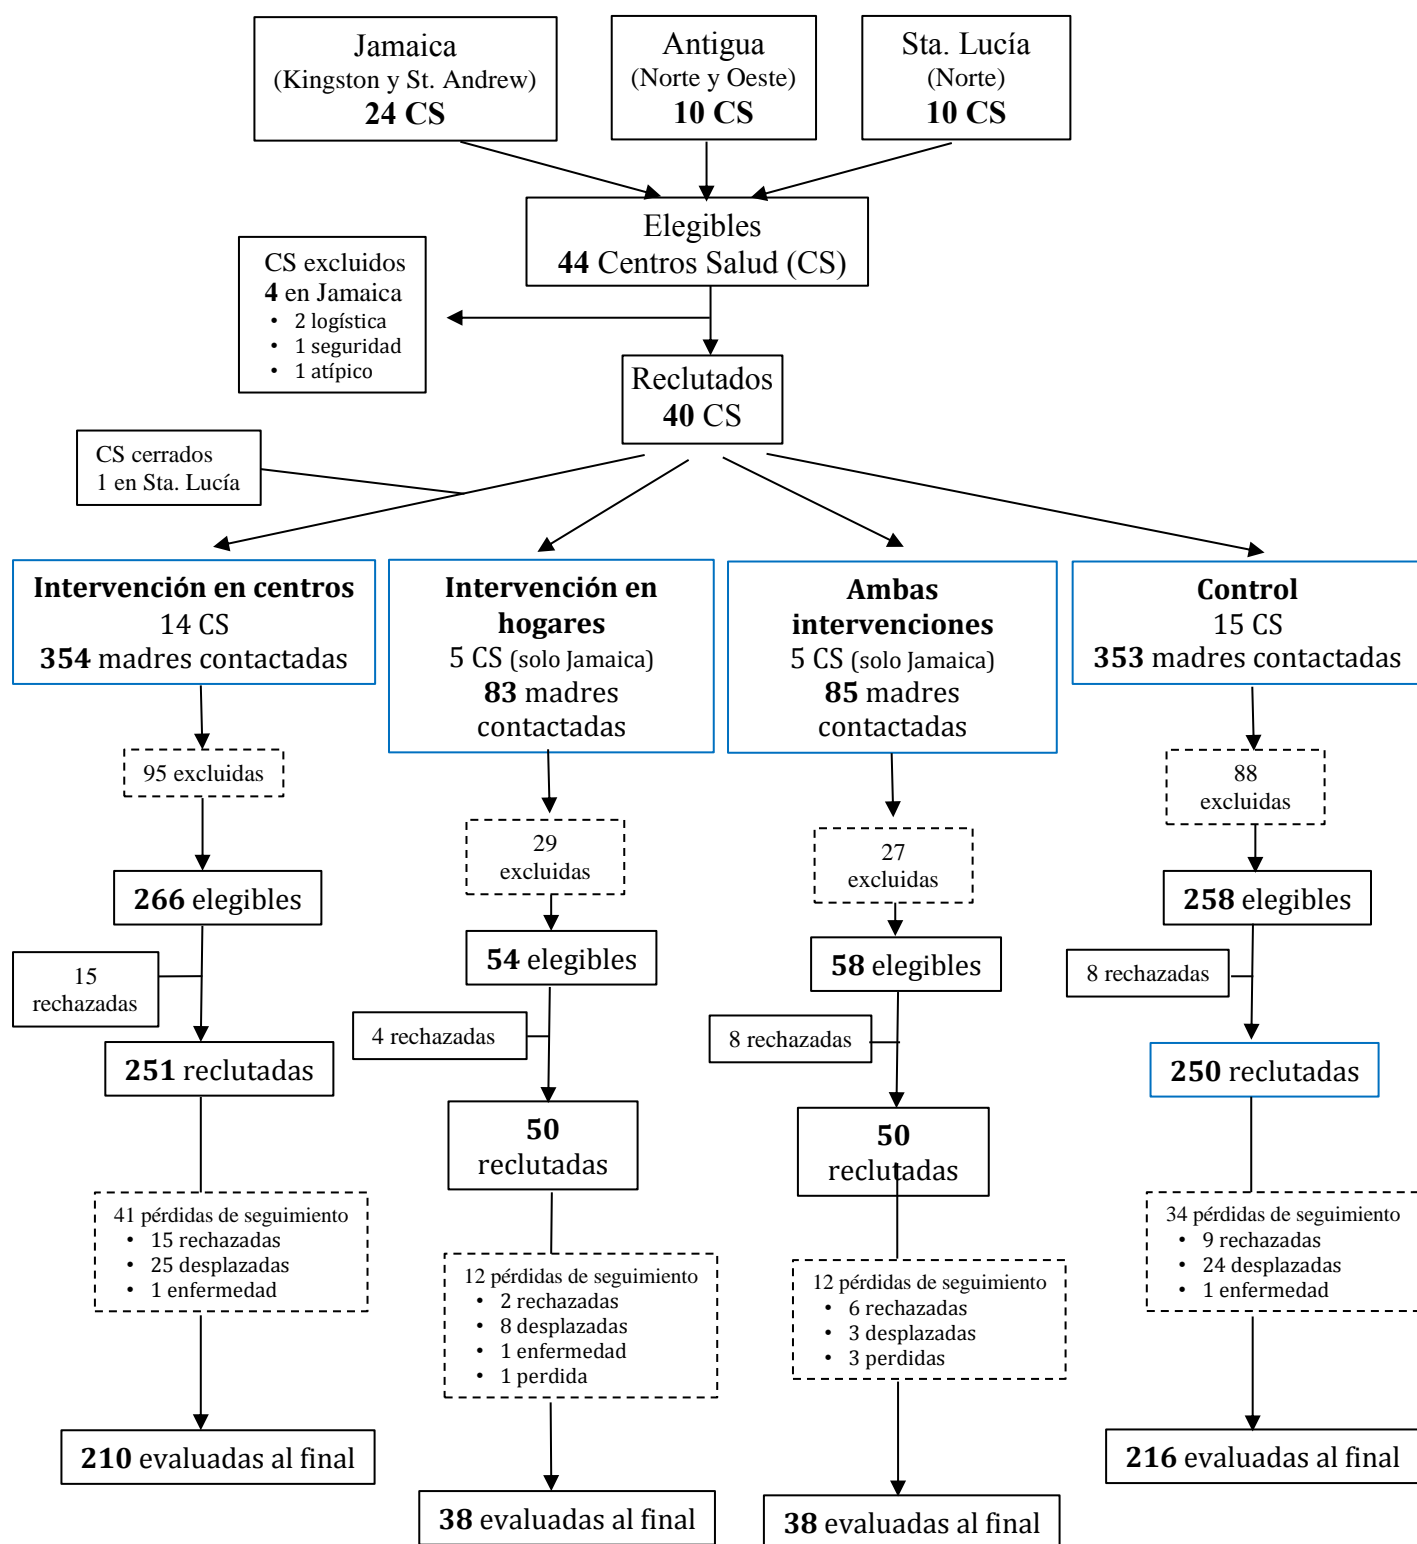 Jamaica
(Kingston y St. Andrew)
24 CS
Antigua
(Norte y Oeste)
10 CS
Sta. Lucía
(Norte)
10 CS
Elegibles
44 Centros Salud (CS)
CS excluidos
4 en Jamaica
• 2 logística
• 1 seguridad
• 1 atípico
Reclutados
40 CS
CS cerrados
1 en Sta. Lucía
Intervención en centros
14 CS
354 madres contactadas
Intervención en
hogares
5 CS (solo Jamaica)
83 madres
contactadas
Ambas
intervenciones
5 CS (solo Jamaica)
85 madres
contactadas
Control
15 CS
353 madres contactadas
95 excluidas
29
excluidas
27
excluidas
88
excluidas
266 elegibles
54 elegibles
58 elegibles
258 elegibles
15
rechazadas
4 rechazadas
8 rechazadas
8 rechazadas
251 reclutadas
50
reclutadas
50
reclutadas
250 reclutadas
41 pérdidas de seguimiento
• 15 rechazadas
• 25 desplazadas
• 1 enfermedad
12 pérdidas de seguimiento
• 2 rechazadas
• 8 desplazadas
• 1 enfermedad
• 1 perdida
12 pérdidas de seguimiento
• 6 rechazadas
• 3 desplazadas
• 3 perdidas
34 pérdidas de seguimiento
• 9 rechazadas
• 24 desplazadas
• 1 enfermedad
210 evaluadas al final
38 evaluadas al final
38 evaluadas al final
216 evaluadas al final